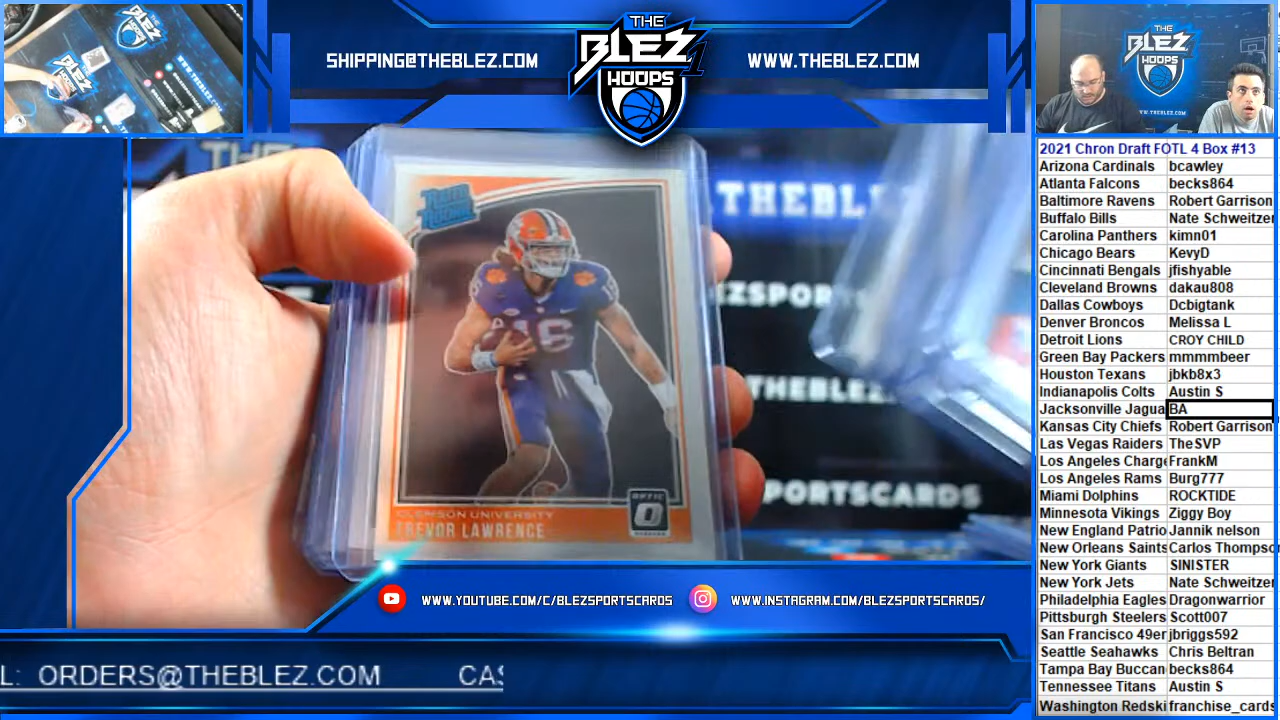 SHIPPING@THEBLEZ.COM
THE
BLEZ
HOOPS
1
WWW.THEBLEZ.COM
THE
BLEZ
THE
THEBL
EZSPOR
THEBLEZ
SPORTSCARDS
Rated
Rookie
16
OPTIC
CLEMSON UNIVERSITY
TREVOR LAWRENCE
2021 Chron Draft FOTL 4 Box #13
Arizona Cardinals bcawley
Atlanta Falcons becks864
Baltimore Ravens Robert Garrison
Buffalo Bills Nate Schweitzer
Carolina Panthers kimn01
Chicago Bears KevyD
Cincinnati Bengals jfishyable
Cleveland Browns dakau808
Dallas Cowboys Dcbigtank
Denver Broncos Melissa L
Detroit Lions CROY CHILD
Green Bay Packers mmmmbeer
Houston Texans jbkb8x3
Indianapolis Colts Austin S
Jacksonville Jagua BA
Kansas City Chiefs Robert Garrison
Las Vegas Raiders TheSVP
Los Angeles Charge FrankM
Los Angeles Rams Burg777
Miami Dolphins ROCKTIDE
Minnesota Vikings Ziggy Boy
New England Patrio Jannik nelson
New Orleans Saints Carlos Thompso
New York Giants SINISTER
New York Jets Nate Schweitzer
Philadelphia Eagles Dragonwarrior
Pittsburgh Steelers Scott007
San Francisco 49er jbriggs592
Seattle Seahawks Chris Beltran
Tampa Bay Buccan becks864
Tennessee Titans Austin S
Washington Redski franchise_cards
WWW.YOUTUBE.COM/C/BLEZSPORTSCARDS
WWW.INSTAGRAM.COM/BLEZSPORTSCARDS/
L: ORDERS@THEBLEZ.COM CAS